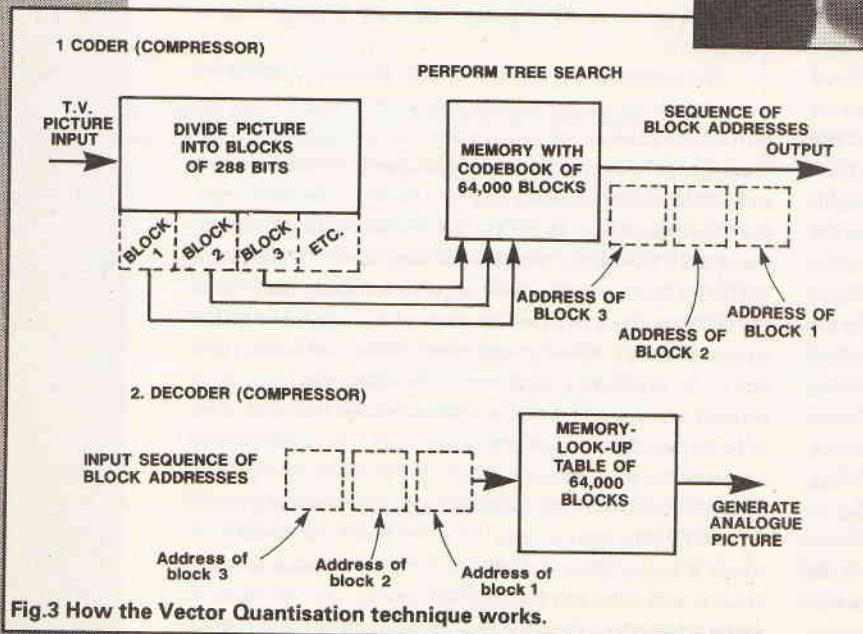 1 CODER (COMPRESSOR)
PERFORM TREE SEARCH
T.V.
PICTURE
INPUT
DIVIDE PICTURE
INTO BLOCKS
OF 288 BITS
BLOCK
1
BLOCK
2
BLOCK
3
ETC.
MEMORY WITH
CODEBOOK OF
64,000 BLOCKS
SEQUENCE OF
BLOCK ADDRESSES
OUTPUT
ADDRESS OF
BLOCK 3
ADDRESS OF
BLOCK 2
ADDRESS OF
BLOCK 1
2. DECODER (COMPRESSOR)
INPUT SEQUENCE OF
BLOCK ADDRESSES
Address of
block 3
Address of
block 2
Address of
block 1
MEMORY-
LOOK-UP
TABLE OF
64,000
BLOCKS
GENERATE
ANALOGUE
PICTURE
Fig.3 How the Vector Quantisation technique works.